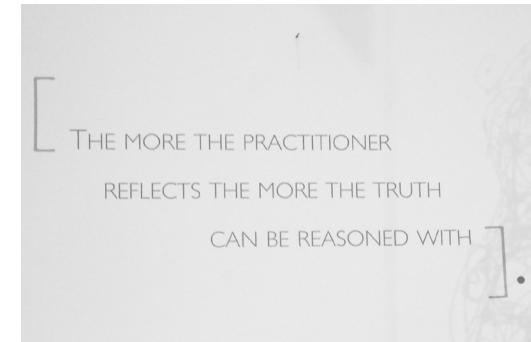 [ THE MORE THE PRACTITIONER
REFLECTS THE MORE THE TRUTH
CAN BE REASONED WITH ].